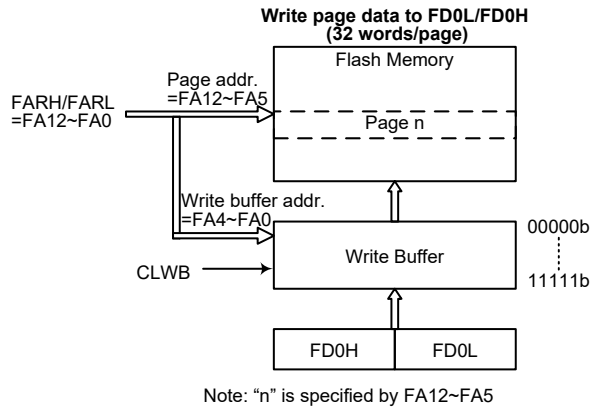 Write page data to FD0L/FD0H
(32 words/page)
Flash Memory
Page addr.
=FA12~FA5
FARH/FARL
=FA12~FA0
Page n
Write buffer addr.
=FA4~FA0
Write Buffer
00000b
11111b
CLWB
FD0H
FD0L
Note: “n” is specified by FA12~FA5